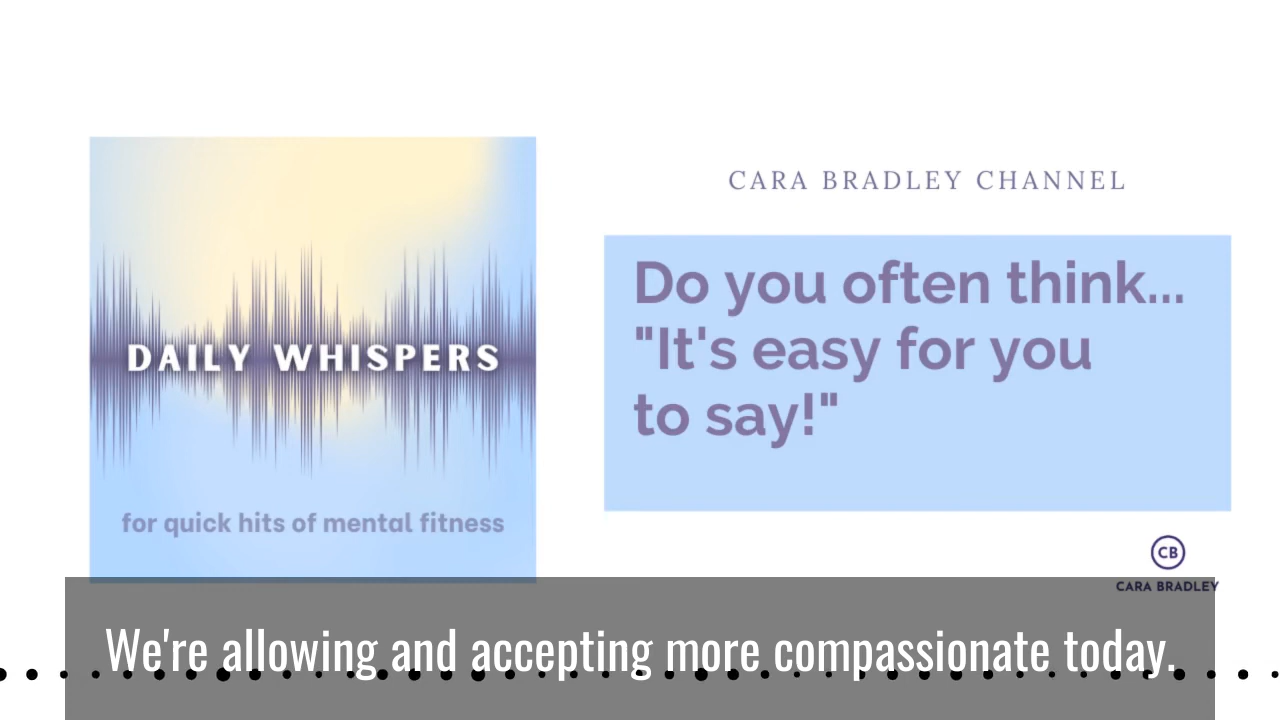 CARA BRADLEY CHANNEL
DAILY WHISPERS
for quick hits of mental fitness
Do you often think...
"It's easy for you
to say!"
CB
CARA BRADLEY
We're allowing and accepting more compassionate today.